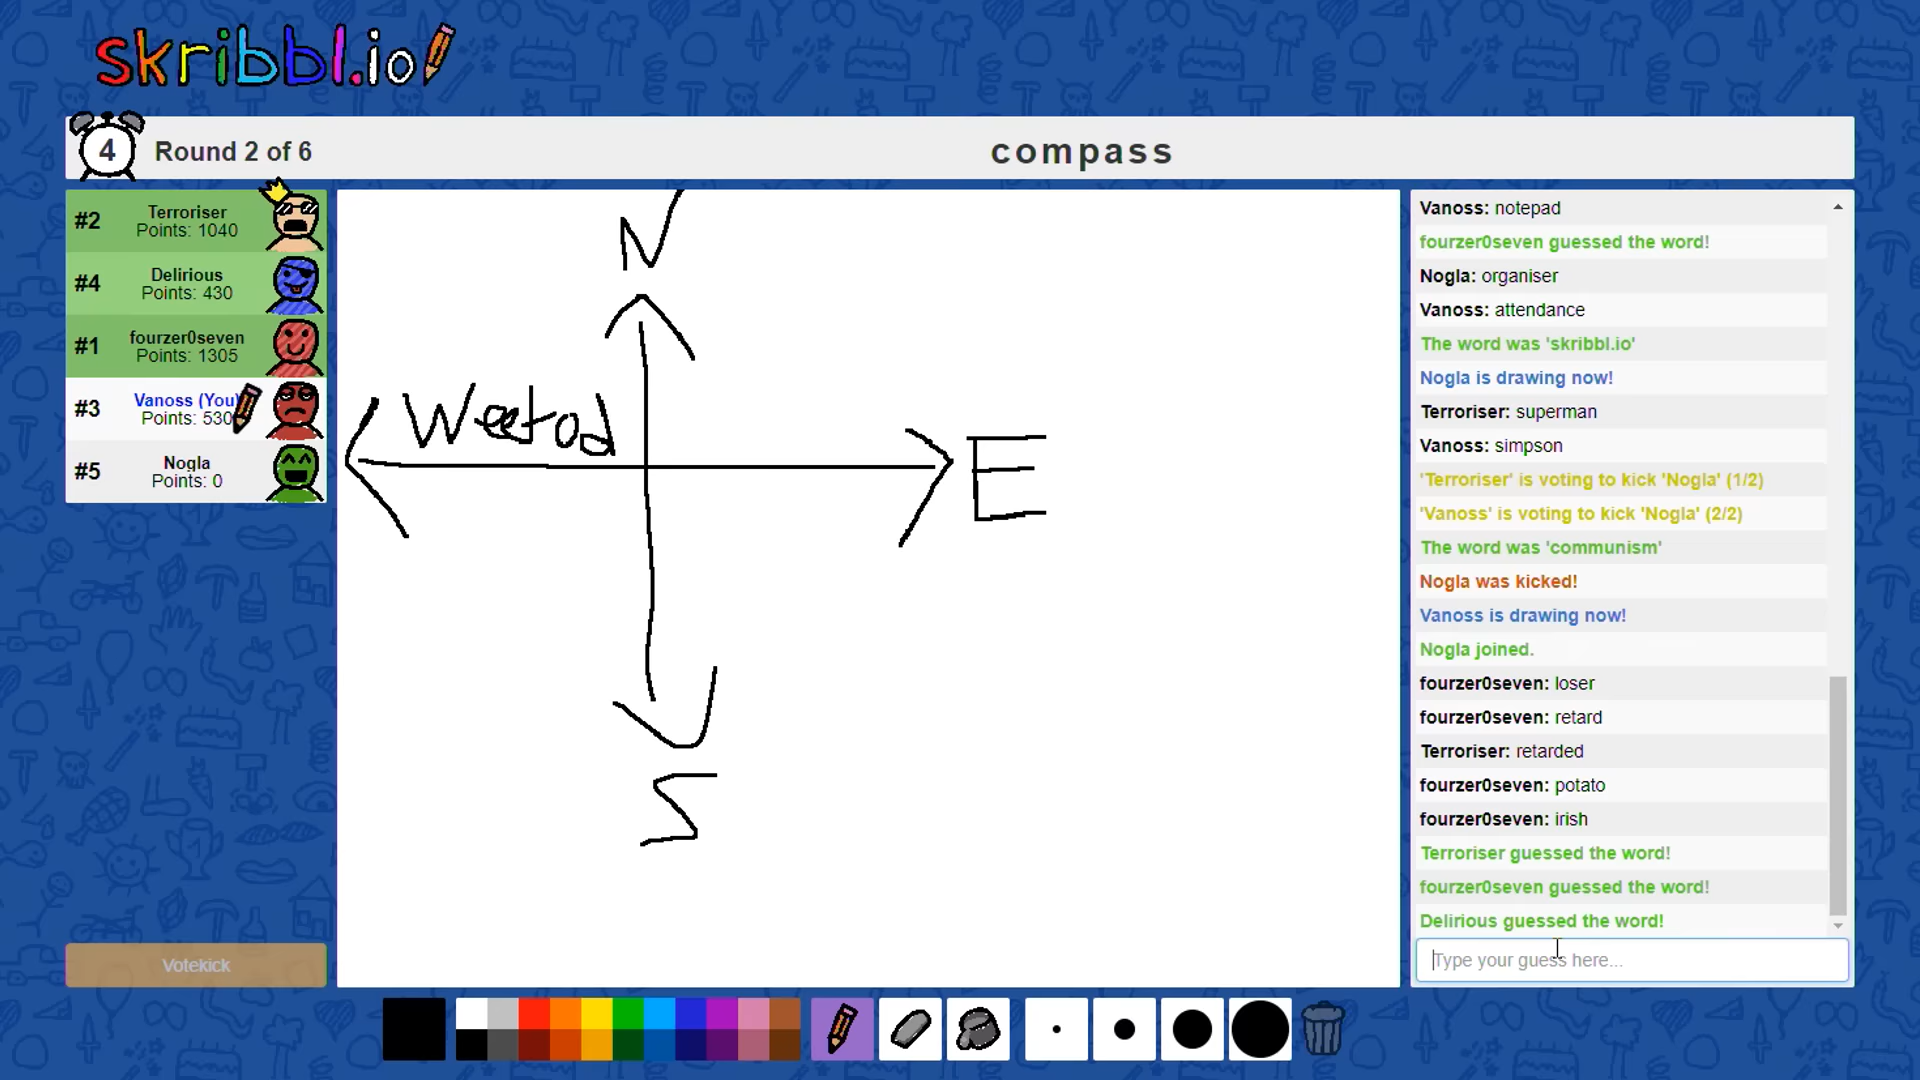 skribbl.io
4
Round 2 of 6
compass
#2
Terroriser
Points: 1040
#4
Delirious
Points: 430
#1
fourzer0seven
Points: 1305
#3
Vanoss (You)
Points: 530
#5
Nogla
Points: 0
Votekick
N
Weetod
E
S
Vanoss: notepad
fourzer0seven guessed the word!
Nogla: organiser
Vanoss: attendance
The word was 'skribbl.io'
Nogla is drawing now!
Terroriser: superman
Vanoss: simpson
'Terroriser' is voting to kick 'Nogla' (1/2)
'Vanoss' is voting to kick 'Nogla' (2/2)
The word was 'communism'
Nogla was kicked!
Vanoss is drawing now!
Nogla joined.
fourzer0seven: loser
fourzer0seven: retard
Terroriser: retarded
fourzer0seven: potato
fourzer0seven: irish
Terroriser guessed the word!
fourzer0seven guessed the word!
Delirious guessed the word!
Type your guess here...